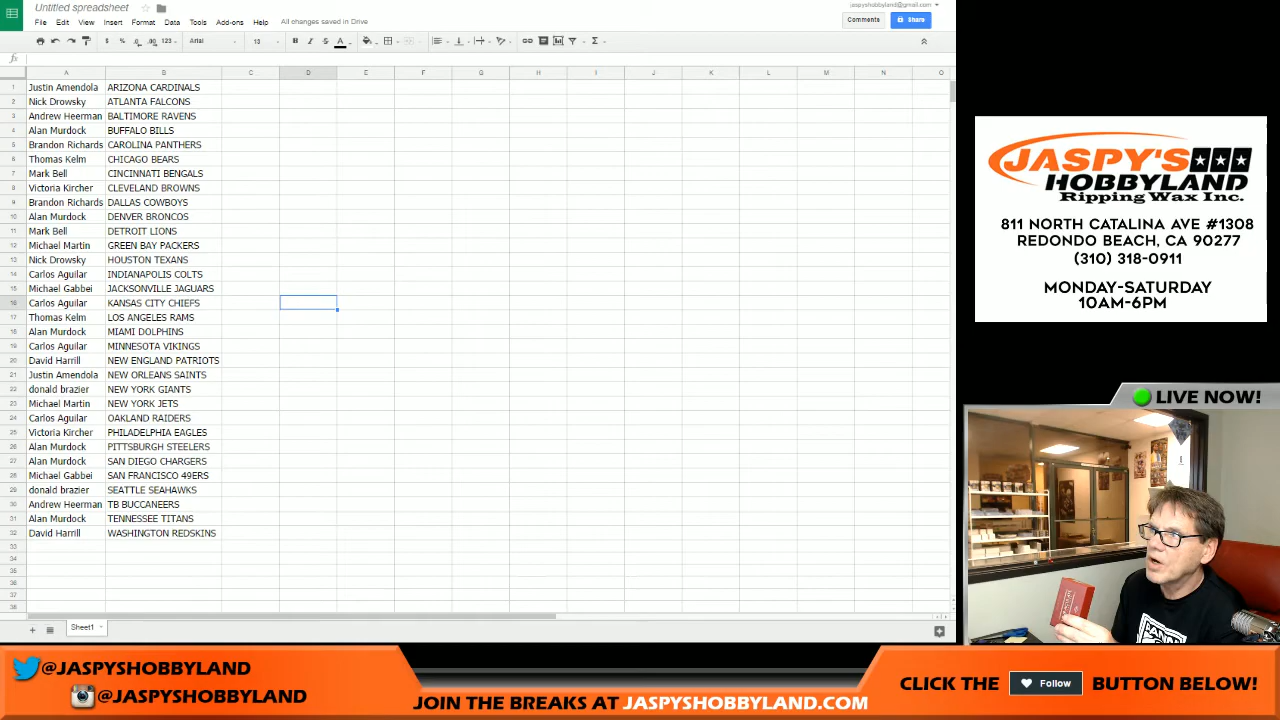 Untitled spreadsheet
jaspyshobbyland@gmail.com
File Edit View Insert Format Data Tools Add-ons Help All changes saved in Drive
Comments Share
$ % .0 .00 123 Arial 13 B I S A
fx
A B C D E F G H I J K L M N O
1 Justin Amendola ARIZONA CARDINALS
2 Nick Drowsky ATLANTA FALCONS
3 Andrew Heerman BALTIMORE RAVENS
4 Alan Murdock BUFFALO BILLS
5 Brandon Richards CAROLINA PANTHERS
6 Thomas Kelm CHICAGO BEARS
7 Mark Bell CINCINNATI BENGALS
8 Victoria Kircher CLEVELAND BROWNS
9 Brandon Richards DALLAS COWBOYS
10 Alan Murdock DENVER BRONCOS
11 Mark Bell DETROIT LIONS
12 Michael Martin GREEN BAY PACKERS
13 Nick Drowsky HOUSTON TEXANS
14 Carlos Aguilar INDIANAPOLIS COLTS
15 Michael Gabbei JACKSONVILLE JAGUARS
16 Carlos Aguilar KANSAS CITY CHIEFS
17 Thomas Kelm LOS ANGELES RAMS
18 Alan Murdock MIAMI DOLPHINS
19 Carlos Aguilar MINNESOTA VIKINGS
20 David Harrill NEW ENGLAND PATRIOTS
21 Justin Amendola NEW ORLEANS SAINTS
22 donald brazier NEW YORK GIANTS
23 Michael Martin NEW YORK JETS
24 Carlos Aguilar OAKLAND RAIDERS
25 Victoria Kircher PHILADELPHIA EAGLES
26 Alan Murdock PITTSBURGH STEELERS
27 Alan Murdock SAN DIEGO CHARGERS
28 Michael Gabbei SAN FRANCISCO 49ERS
29 donald brazier SEATTLE SEAHAWKS
30 Andrew Heerman TB BUCCANEERS
31 Alan Murdock TENNESSEE TITANS
32 David Harrill WASHINGTON REDSKINS
33
34
35
36
37
38
Sheet1
JASPY'S
HOBBYLAND
Ripping Wax Inc.
811 NORTH CATALINA AVE #1308
REDONDO BEACH, CA 90277
(310) 318-0911
MONDAY-SATURDAY
10AM-6PM
LIVE NOW!
@JASPYSHOBBYLAND
@JASPYSHOBBYLAND
JOIN THE BREAKS AT JASPYSHOBBYLAND.COM
CLICK THE Follow BUTTON BELOW!